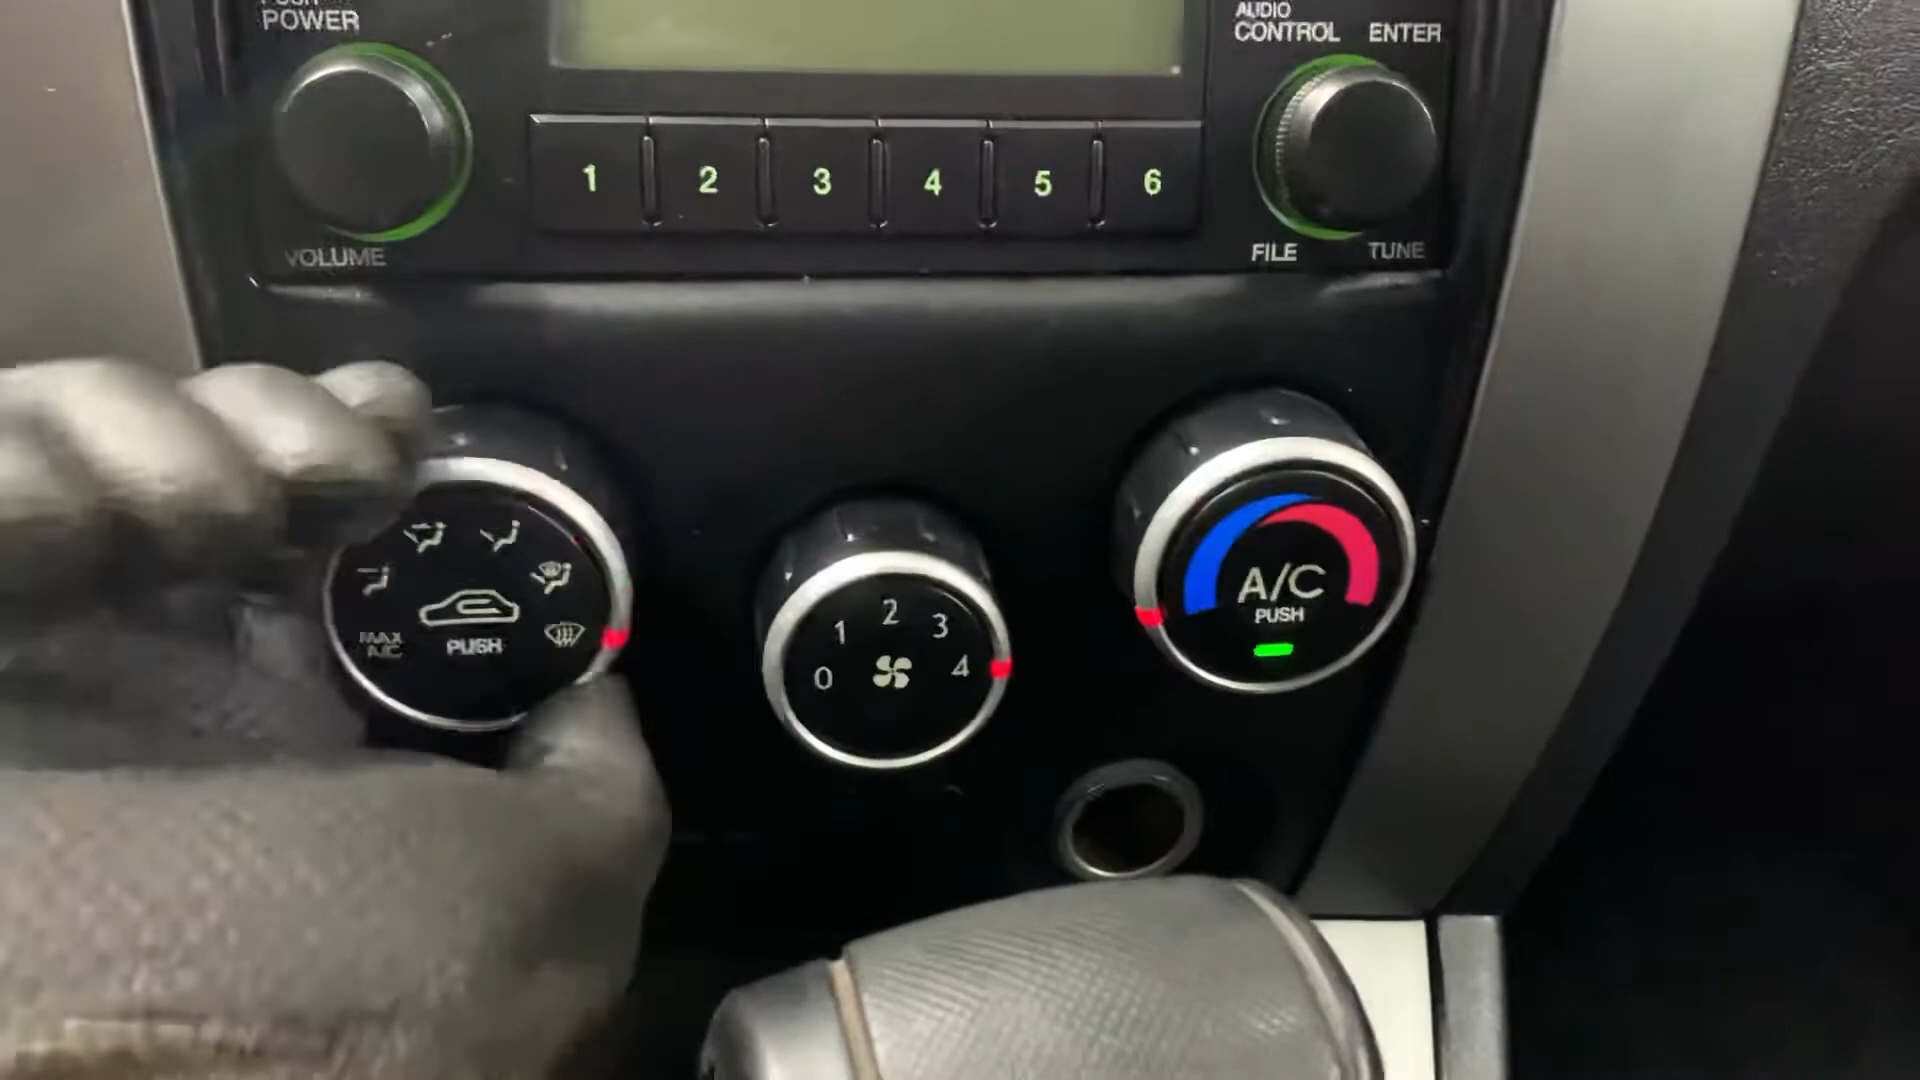 PUSH
POWER
AUDIO
CONTROL ENTER
1 2 3 4 5 6
VOLUME
FILE TUNE
MAX
A/C
PUSH
0 1 2 3 4
A/C
PUSH